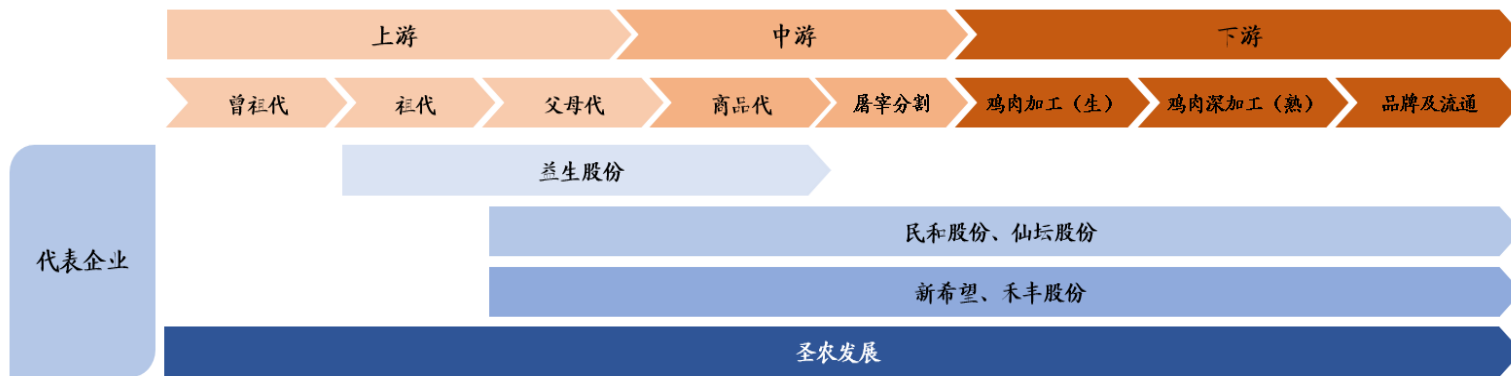 上游 中游 下游
曾祖代 祖代 父母代 商品代 屠宰分割 鸡肉加工（生） 鸡肉深加工（熟） 品牌及流通
益生股份
民和股份、仙坛股份
代表企业
新希望、禾丰股份
圣农发展